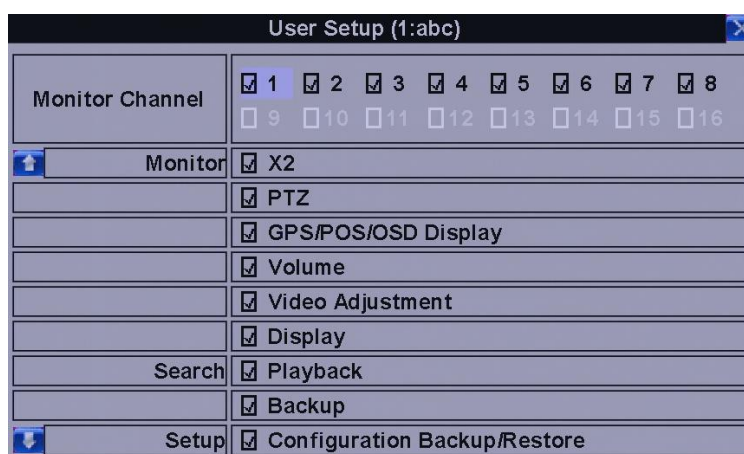 User Setup (1:abc)
Monitor Channel
1 2 3 4 5 6 7 8
9 10 11 12 13 14 15 16
Monitor X2
PTZ
GPS/POS/OSD Display
Volume
Video Adjustment
Display
Search Playback
Backup
Setup Configuration Backup/Restore